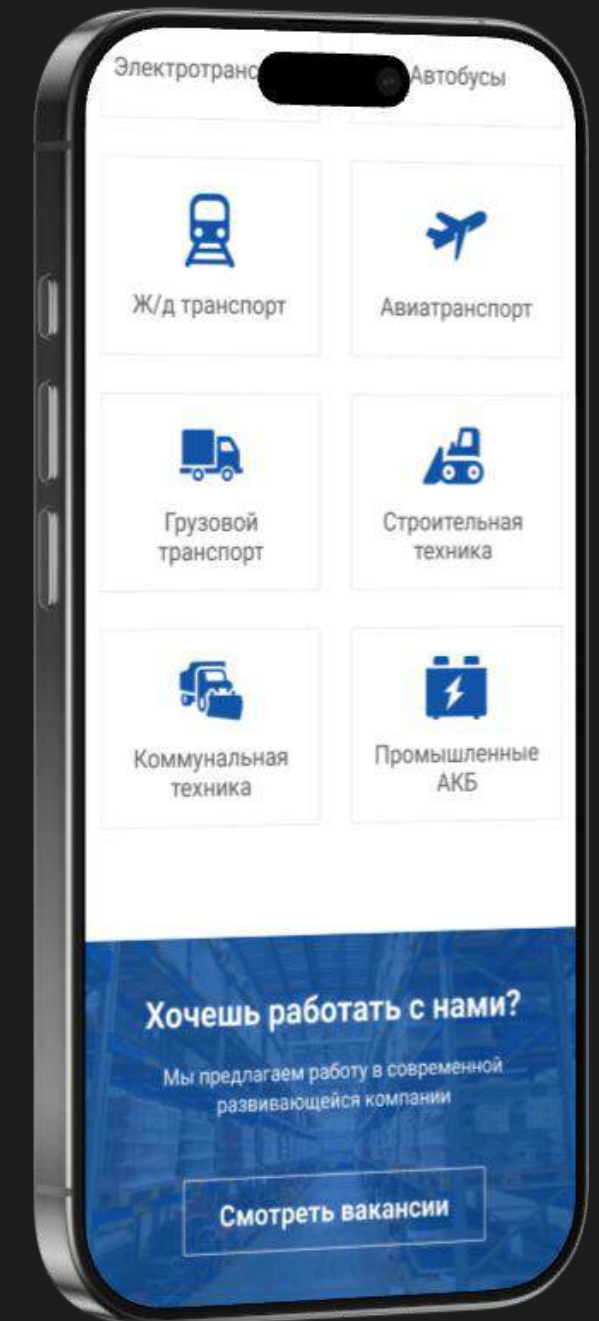 Автобусы
Ж/д транспорт
Авиатранспорт
Грузовой
транспорт
Строительная
техника
Коммунальная
техника
Промышленные
АКБ
Хочешь работать с нами?
Мы предлагаем работу в современной
развивающейся компании
Смотреть вакансии